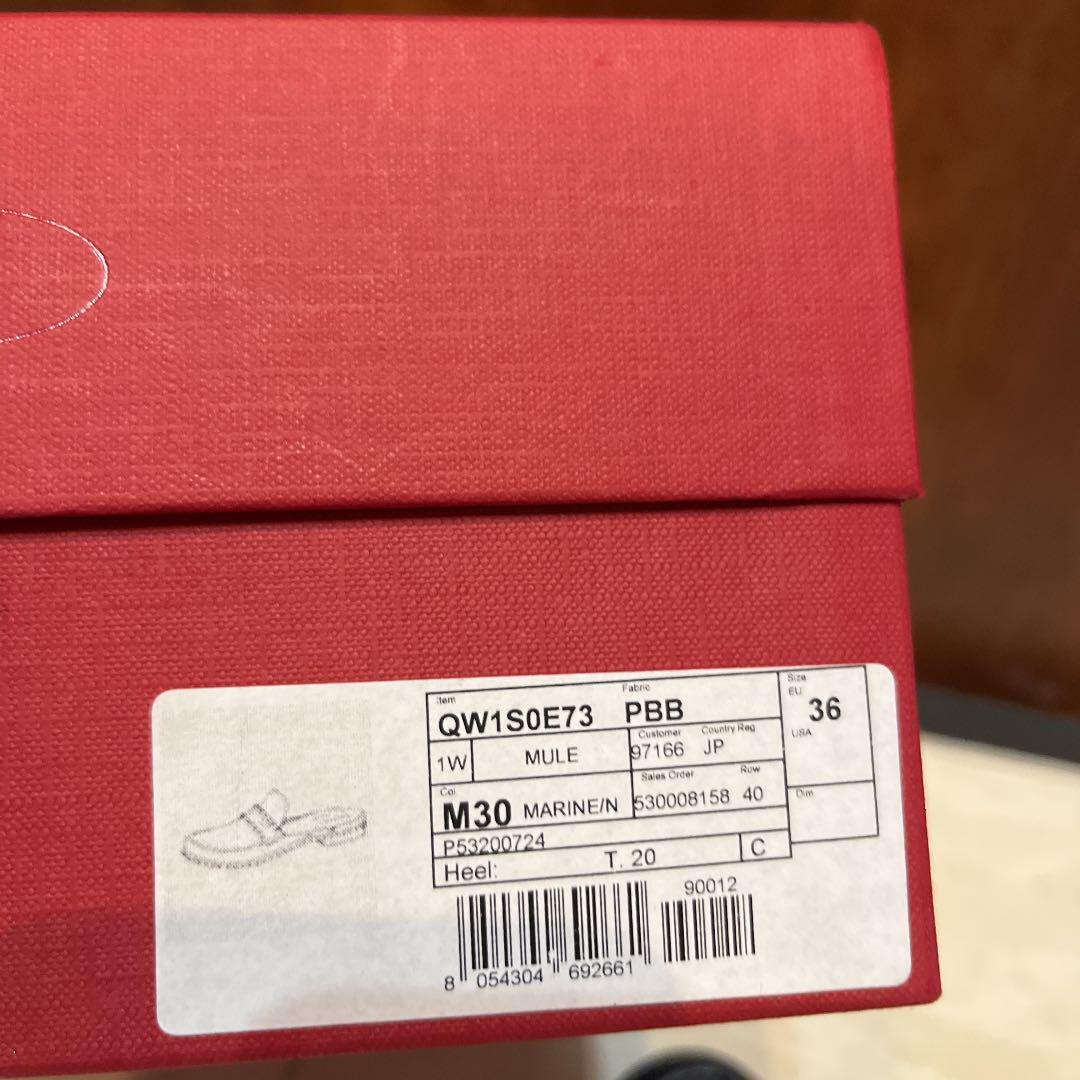 Item Fabric
QW1S0E73 PBB
Size
EU
36
USA
1W MULE
Customer Country Reg
97166 JP
Col.
M30 MARINE/N
Sales Order Row
530008158 40
Dim
P53200724
Heel: T. 20 C
90012
8 054304 692661